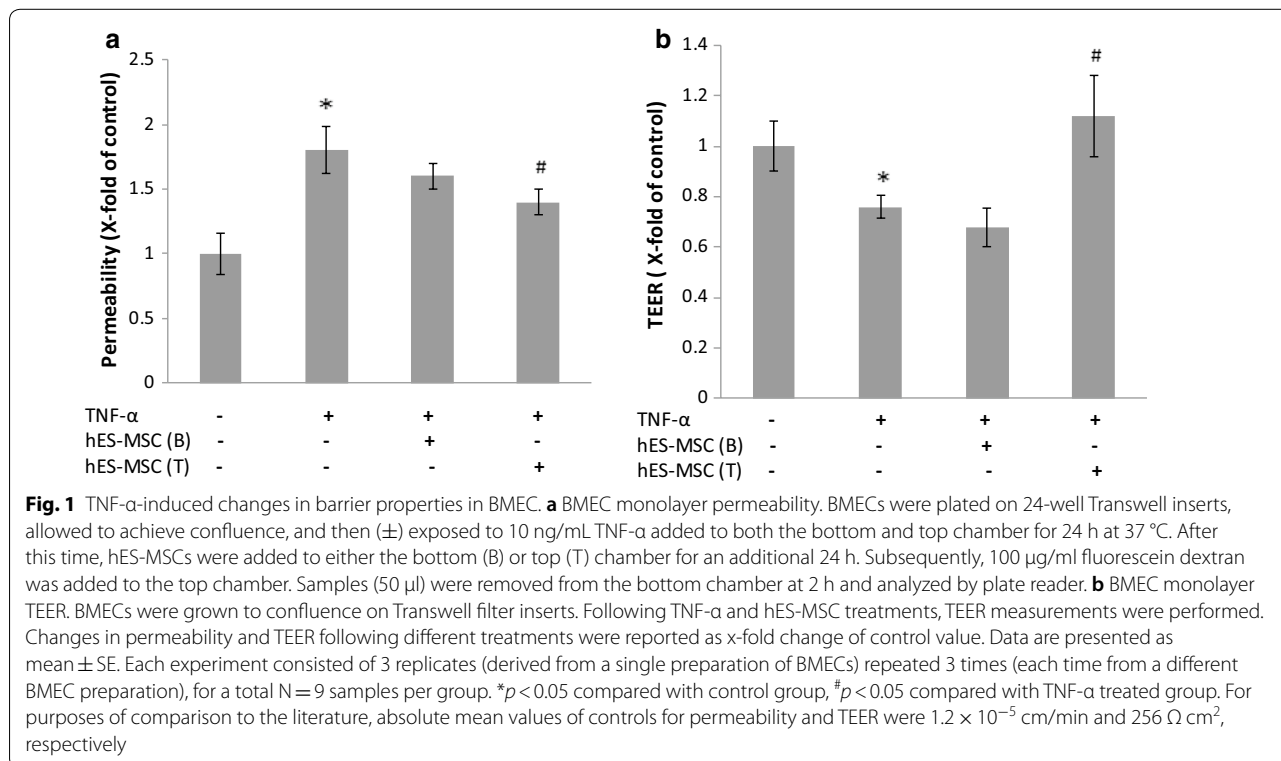 a
b
2.5
2
1.5
1
0.5
0
Permeability (X-fold of control)
*
#
TNF-α - + + +
hES-MSC (B) - - + -
hES-MSC (T) - - - +
1.4
1.2
1
0.8
0.6
0.4
0.2
0
TEER ( X-fold of control)
*
#
TNF-α - + + +
hES-MSC (B) - - + -
hES-MSC (T) - - - +
Fig. 1 TNF-α-induced changes in barrier properties in BMEC. a BMEC monolayer permeability. BMECs were plated on 24-well Transwell inserts,
allowed to achieve confluence, and then (±) exposed to 10 ng/mL TNF-α added to both the bottom and top chamber for 24 h at 37 °C. After
this time, hES-MSCs were added to either the bottom (B) or top (T) chamber for an additional 24 h. Subsequently, 100 µg/ml fluorescein dextran
was added to the top chamber. Samples (50 µl) were removed from the bottom chamber at 2 h and analyzed by plate reader. b BMEC monolayer
TEER. BMECs were grown to confluence on Transwell filter inserts. Following TNF-α and hES-MSC treatments, TEER measurements were performed.
Changes in permeability and TEER following different treatments were reported as x-fold change of control value. Data are presented as
mean ± SE. Each experiment consisted of 3 replicates (derived from a single preparation of BMECs) repeated 3 times (each time from a different
BMEC preparation), for a total N = 9 samples per group. *p < 0.05 compared with control group, #p < 0.05 compared with TNF-α treated group. For
purposes of comparison to the literature, absolute mean values of controls for permeability and TEER were 1.2 × 10⁻⁵ cm/min and 256 Ω cm²,
respectively